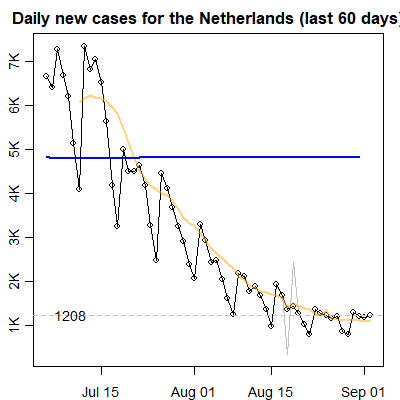 Daily new cases for the Netherlands (last 60 days)
7K
6K
5K
4K
3K
2K
1K
1208
Jul 15
Aug 01
Aug 15
Sep 01